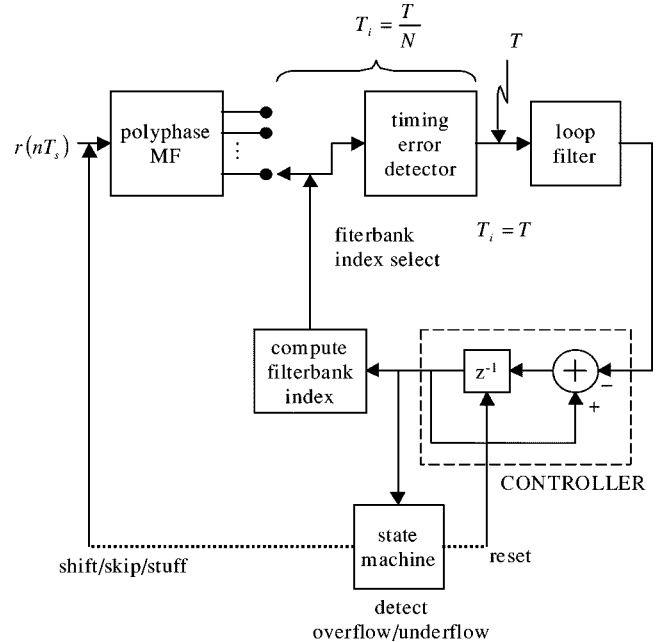 T_i = T/N
T
r(nT_s)
polyphase
MF
⋮
timing
error
detector
loop
filter
T_i = T
fiterbank
index select
compute
filterbank
index
z⁻¹
+
−
+
CONTROLLER
state
machine
reset
shift/skip/stuff
detect
overflow/underflow